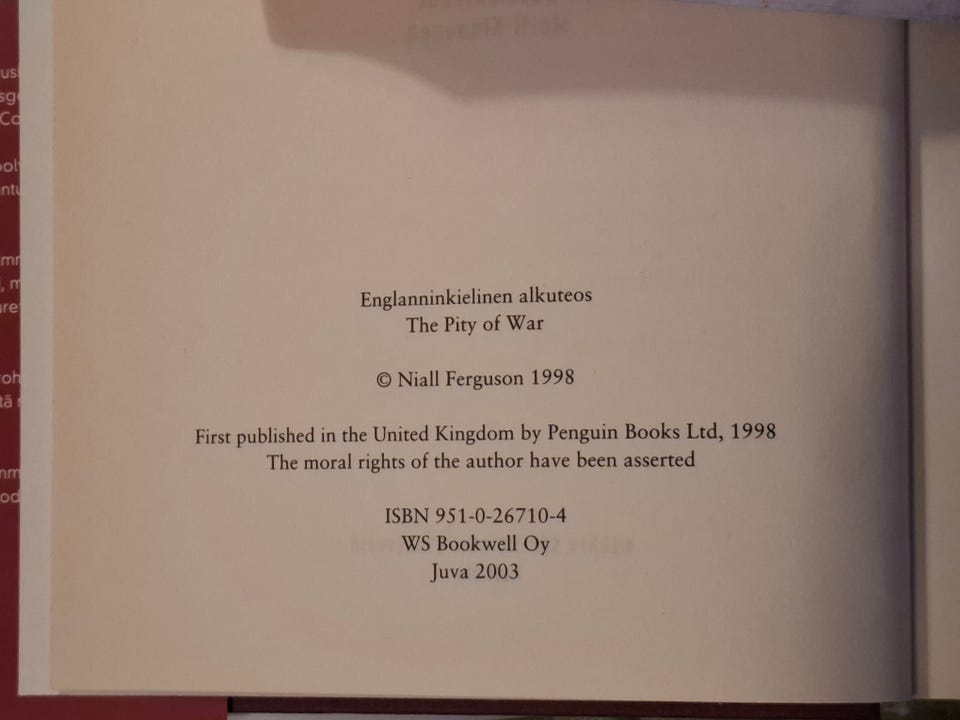 Englanninkielinen alkuteos
The Pity of War
© Niall Ferguson 1998
First published in the United Kingdom by Penguin Books Ltd, 1998
The moral rights of the author have been asserted
ISBN 951-0-26710-4
WS Bookwell Oy
Juva 2003